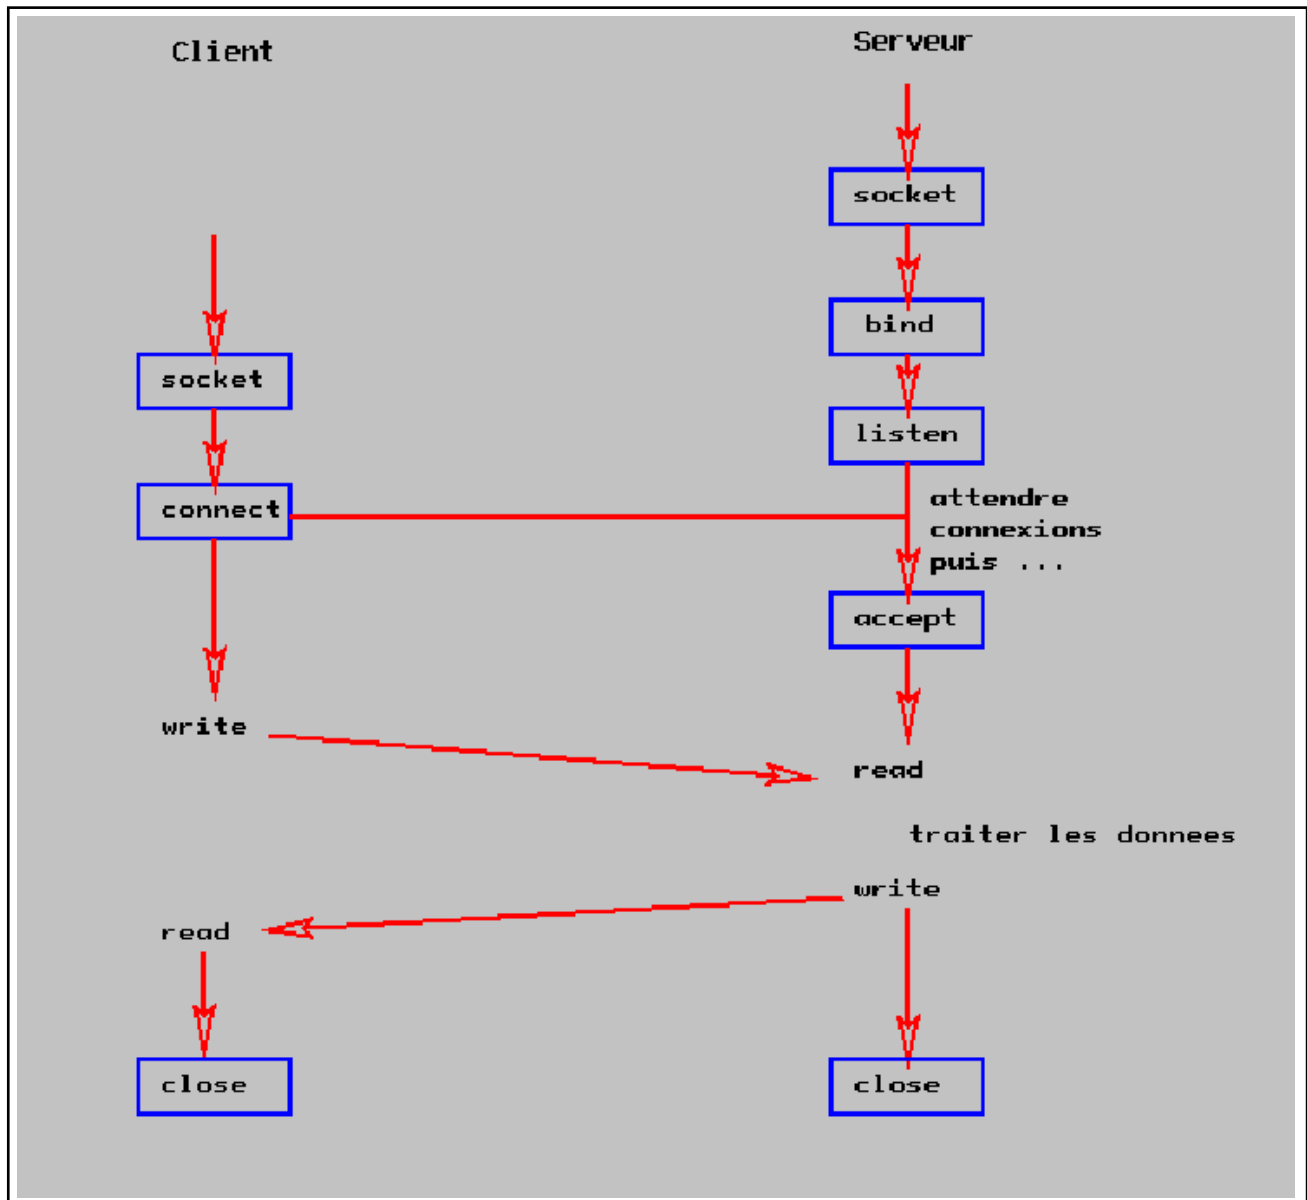 Client
Serveur
socket
bind
socket
listen
attendre
connexions
puis ...
connect
accept
write
read
traiter les donnees
write
read
close
close